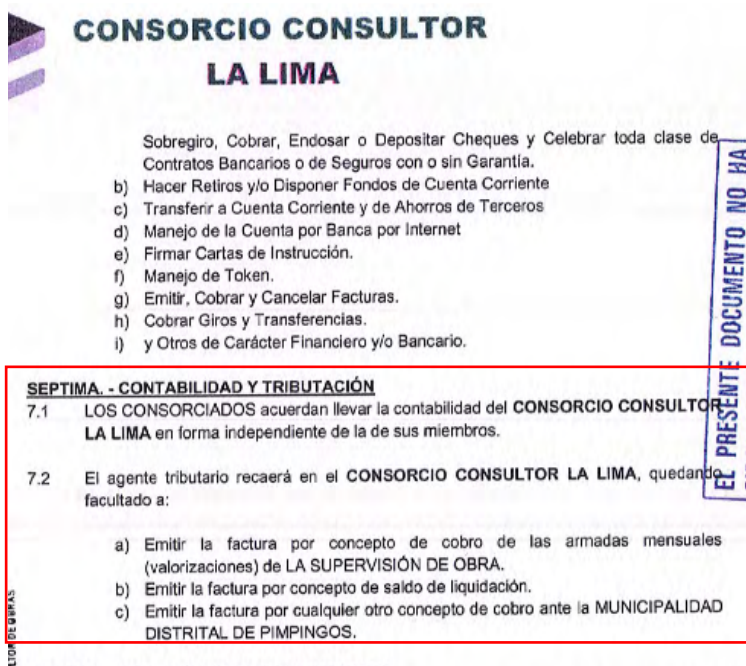 CONSORCIO CONSULTOR
LA LIMA
Sobregiro, Cobrar, Endosar o Depositar Cheques y Celebrar toda clase de
Contratos Bancarios o de Seguros con o sin Garantía.
b) Hacer Retiros y/o Disponer Fondos de Cuenta Corriente
c) Transferir a Cuenta Corriente y de Ahorros de Terceros
d) Manejo de la Cuenta por Banca por Internet
e) Firmar Cartas de Instrucción.
f) Manejo de Token.
g) Emitir, Cobrar y Cancelar Facturas.
h) Cobrar Giros y Transferencias.
i) y Otros de Carácter Financiero y/o Bancario.
SEPTIMA. - CONTABILIDAD Y TRIBUTACIÓN
7.1 LOS CONSORCIADOS acuerdan llevar la contabilidad del CONSORCIO CONSULTOR
LA LIMA en forma independiente de la de sus miembros.
7.2 El agente tributario recaerá en el CONSORCIO CONSULTOR LA LIMA, quedando
facultado a:
a) Emitir la factura por concepto de cobro de las armadas mensuales
(valorizaciones) de LA SUPERVISIÓN DE OBRA.
b) Emitir la factura por concepto de saldo de liquidación.
c) Emitir la factura por cualquier otro concepto de cobro ante la MUNICIPALIDAD
DISTRITAL DE PIMPINGOS.
EL PRESENTE DOCUMENTO NO HA
DE OBRAS